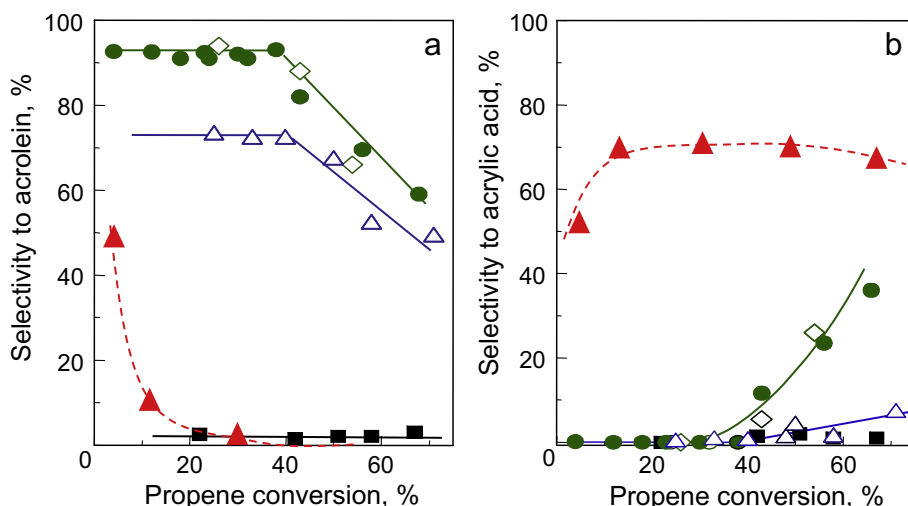 a
Selectivity to acrolein, %
100
80
60
40
20
0 20 40 60
Propene conversion, %
b
Selectivity to acrylic acid, %
100
80
60
40
20
0
0 20 40 60
Propene conversion, %